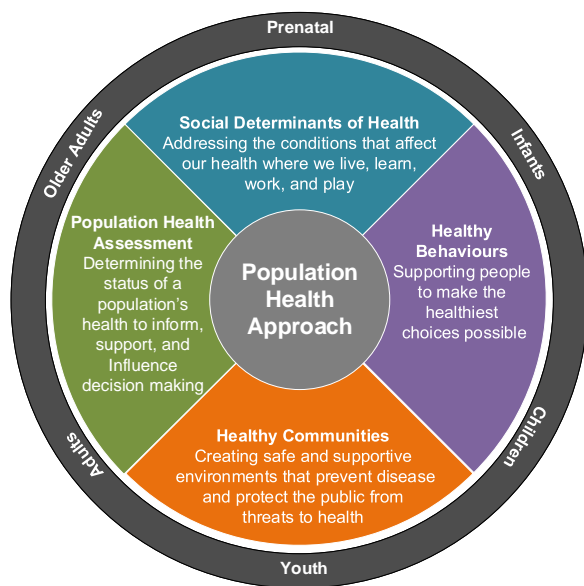 Prenatal
Social Determinants of Health
Addressing the conditions that affect
our health where we live, learn,
work, and play
Older Adults
Infants
Population Health
Assessment
Determining the
status of a
population's
health to inform,
support, and
Influence
decision making
Population
Health
Approach
Healthy
Behaviours
Supporting people
to make the
healthiest
choices possible
Healthy Communities
Creating safe and supportive
environments that prevent disease
and protect the public from
threats to health
Adults
Children
Youth